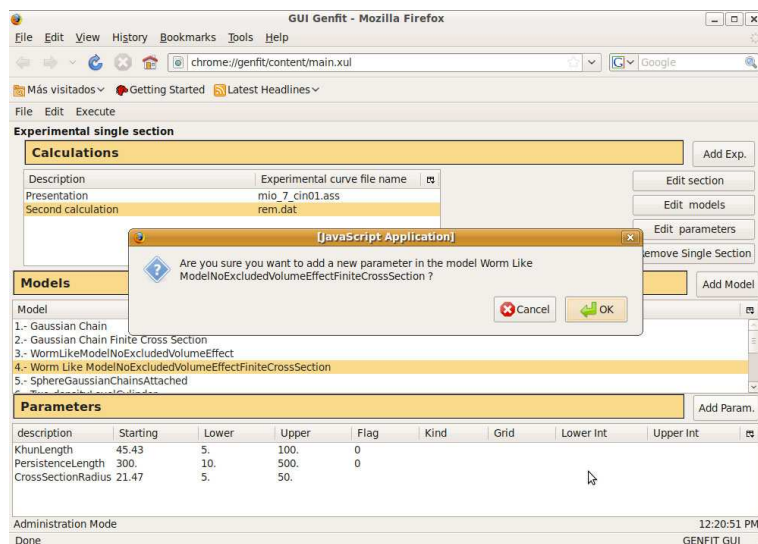 GUI Genfit - Mozilla Firefox
File Edit View History Bookmarks Tools Help
chrome://genfit/content/main.xul
Google
Más visitados Getting Started Latest Headlines
File Edit Execute
Experimental single section
Calculations
Add Exp.
Description Experimental curve file name
Presentation mio_7_cin01.ass
Second calculation rem.dat
Edit section
Edit models
Edit parameters
emove Single Section
[JavaScript Application]
Are you sure you want to add a new parameter in the model Worm Like
ModelNoExcludedVolumeEffectFiniteCrossSection ?
Cancel OK
Models
Add Model
Model
1.- Gaussian Chain
2.- Gaussian Chain Finite Cross Section
3.- WormLikeModelNoExcludedVolumeEffect
4.- Worm Like ModelNoExcludedVolumeEffectFiniteCrossSection
5.- SphereGaussianChainsAttached
Parameters
Add Param.
description Starting Lower Upper Flag Kind Grid Lower Int Upper Int
KhunLength 45.43 5. 100. 0
PersistenceLength 300. 10. 500. 0
CrossSectionRadius 21.47 5. 50.
Administration Mode 12:20:51 PM
Done GENFIT GUI